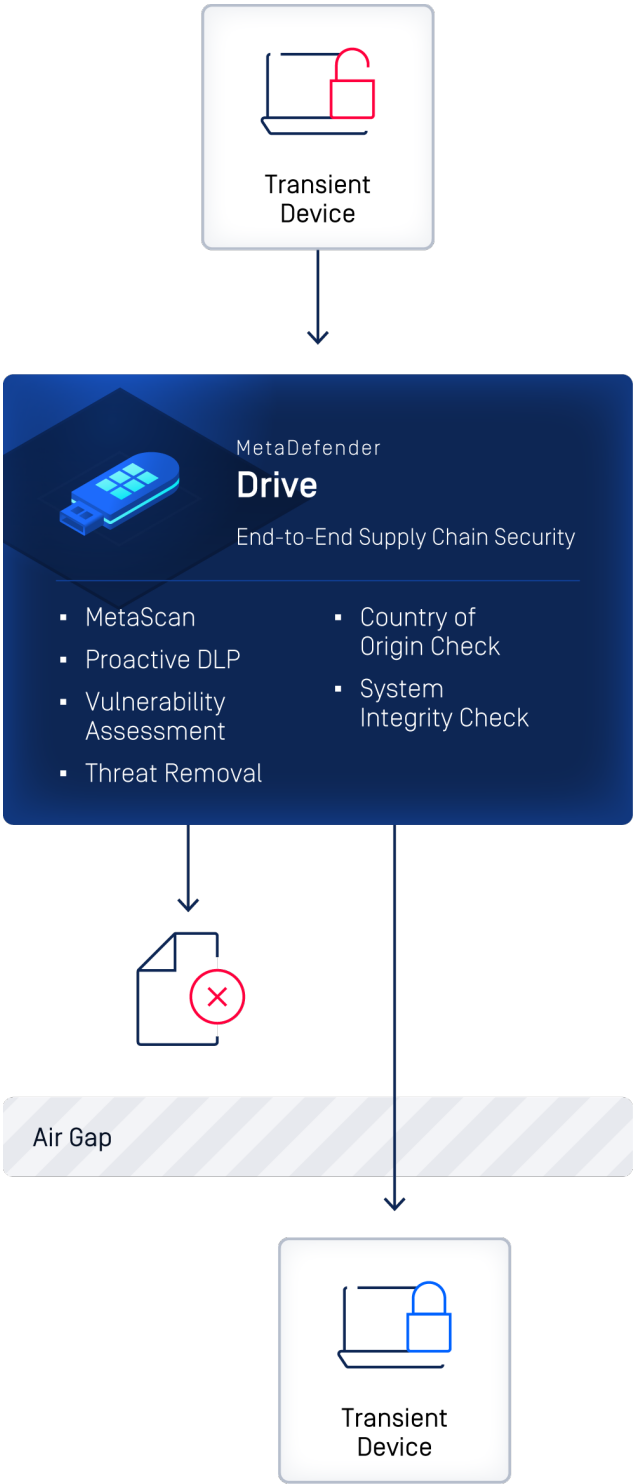 Transient
Device
MetaDefender
Drive
End-to-End Supply Chain Security
▪ MetaScan
▪ Proactive DLP
▪ Vulnerability
Assessment
▪ Threat Removal
▪ Country of
Origin Check
▪ System
Integrity Check
Air Gap
Transient
Device